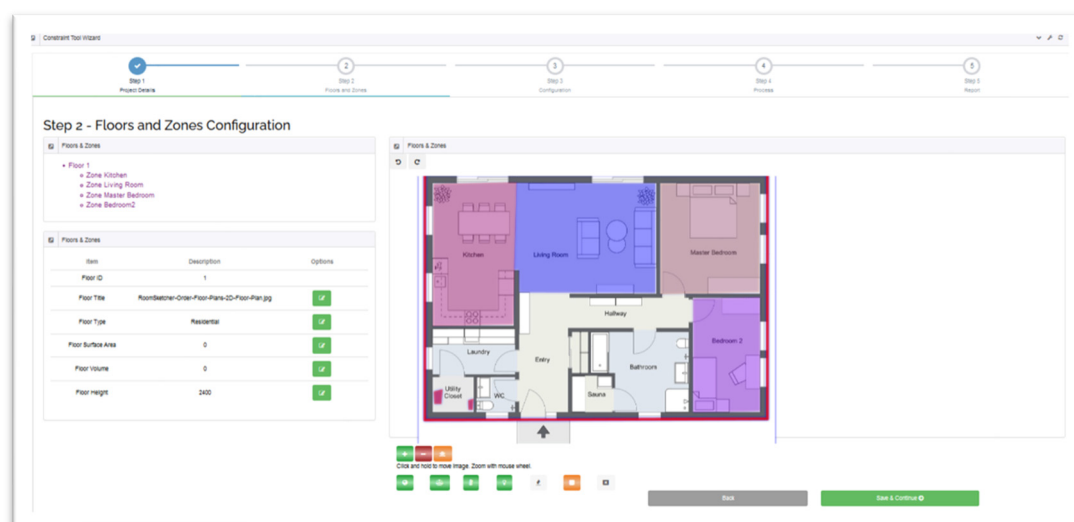 Constraint Tool Wizard
1
2
3
4
5
Step 1
Step 2
Step 3
Step 4
Step 5
Project Details
Floors and Zones
Configuration
Process
Report
Step 2 - Floors and Zones Configuration
Floors & Zones
Floor 1
Zone Kitchen
Zone Living Room
Zone Master Bedroom
Zone Bedroom2
Floors & Zones
Item Description Options
Floor ID 1
Floor Title RoomSketcher-Order-Floor-Plans-2D-Floor-Plan.jpg
Floor Type Residential
Floor Surface Area 0
Floor Volume 0
Floor Height 2400
Floors & Zones
Kitchen
Living Room
Master Bedroom
Hallway
Bedroom 2
Laundry
Entry
Bathroom
Utility
Closet
WC
Sauna
Click and hold to move image. Zoom with mouse wheel.
Back
Save & Continue